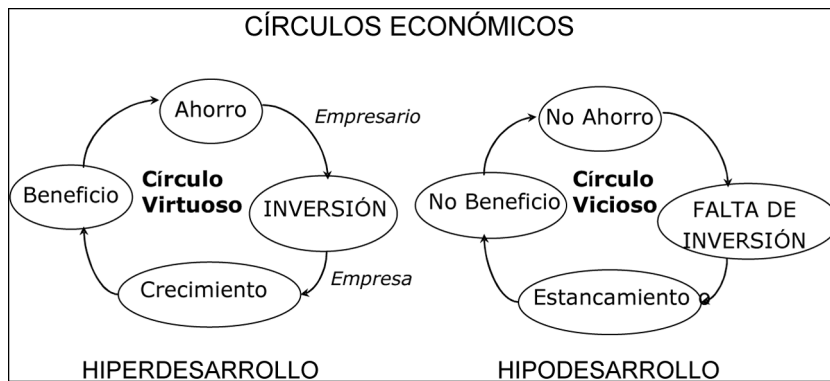 CÍRCULOS ECONÓMICOS
Ahorro
Empresario
Beneficio
Círculo
Virtuoso
INVERSIÓN
Crecimiento
Empresa
HIPERDESARROLLO
No Ahorro
No Beneficio
Círculo
Vicioso
FALTA DE
INVERSIÓN
Estancamiento
HIPODESARROLLO